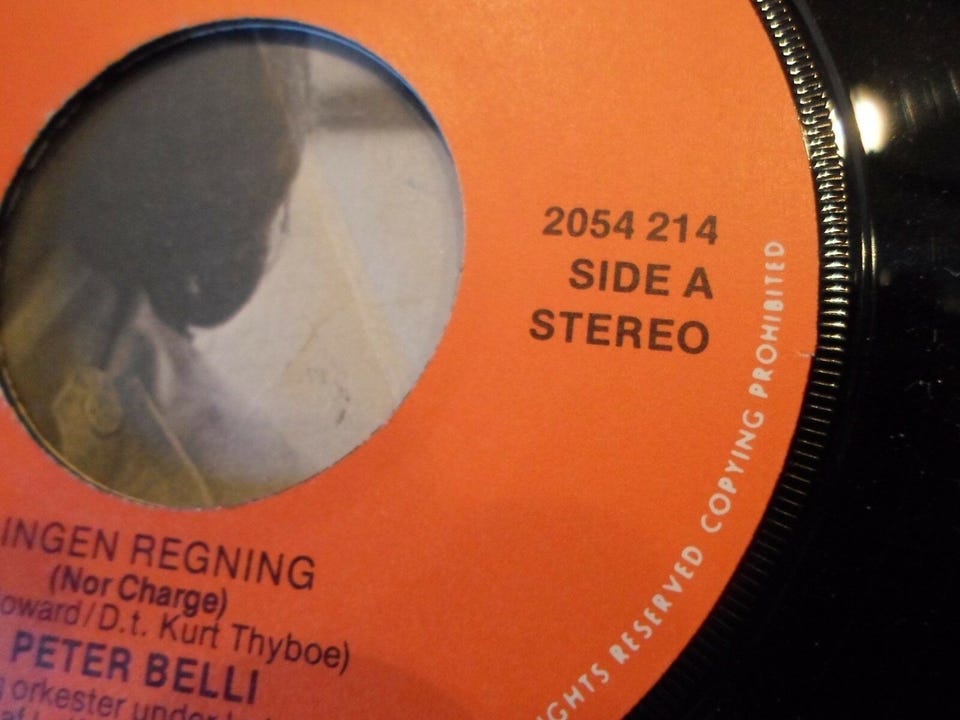 2054 214
SIDE A
STEREO
INGEN REGNING
(Nor Charge)
oward/D.t. Kurt Thyboe)
PETER BELLI
orkester under
GHTS RESERVED COPYING PROHIBITED